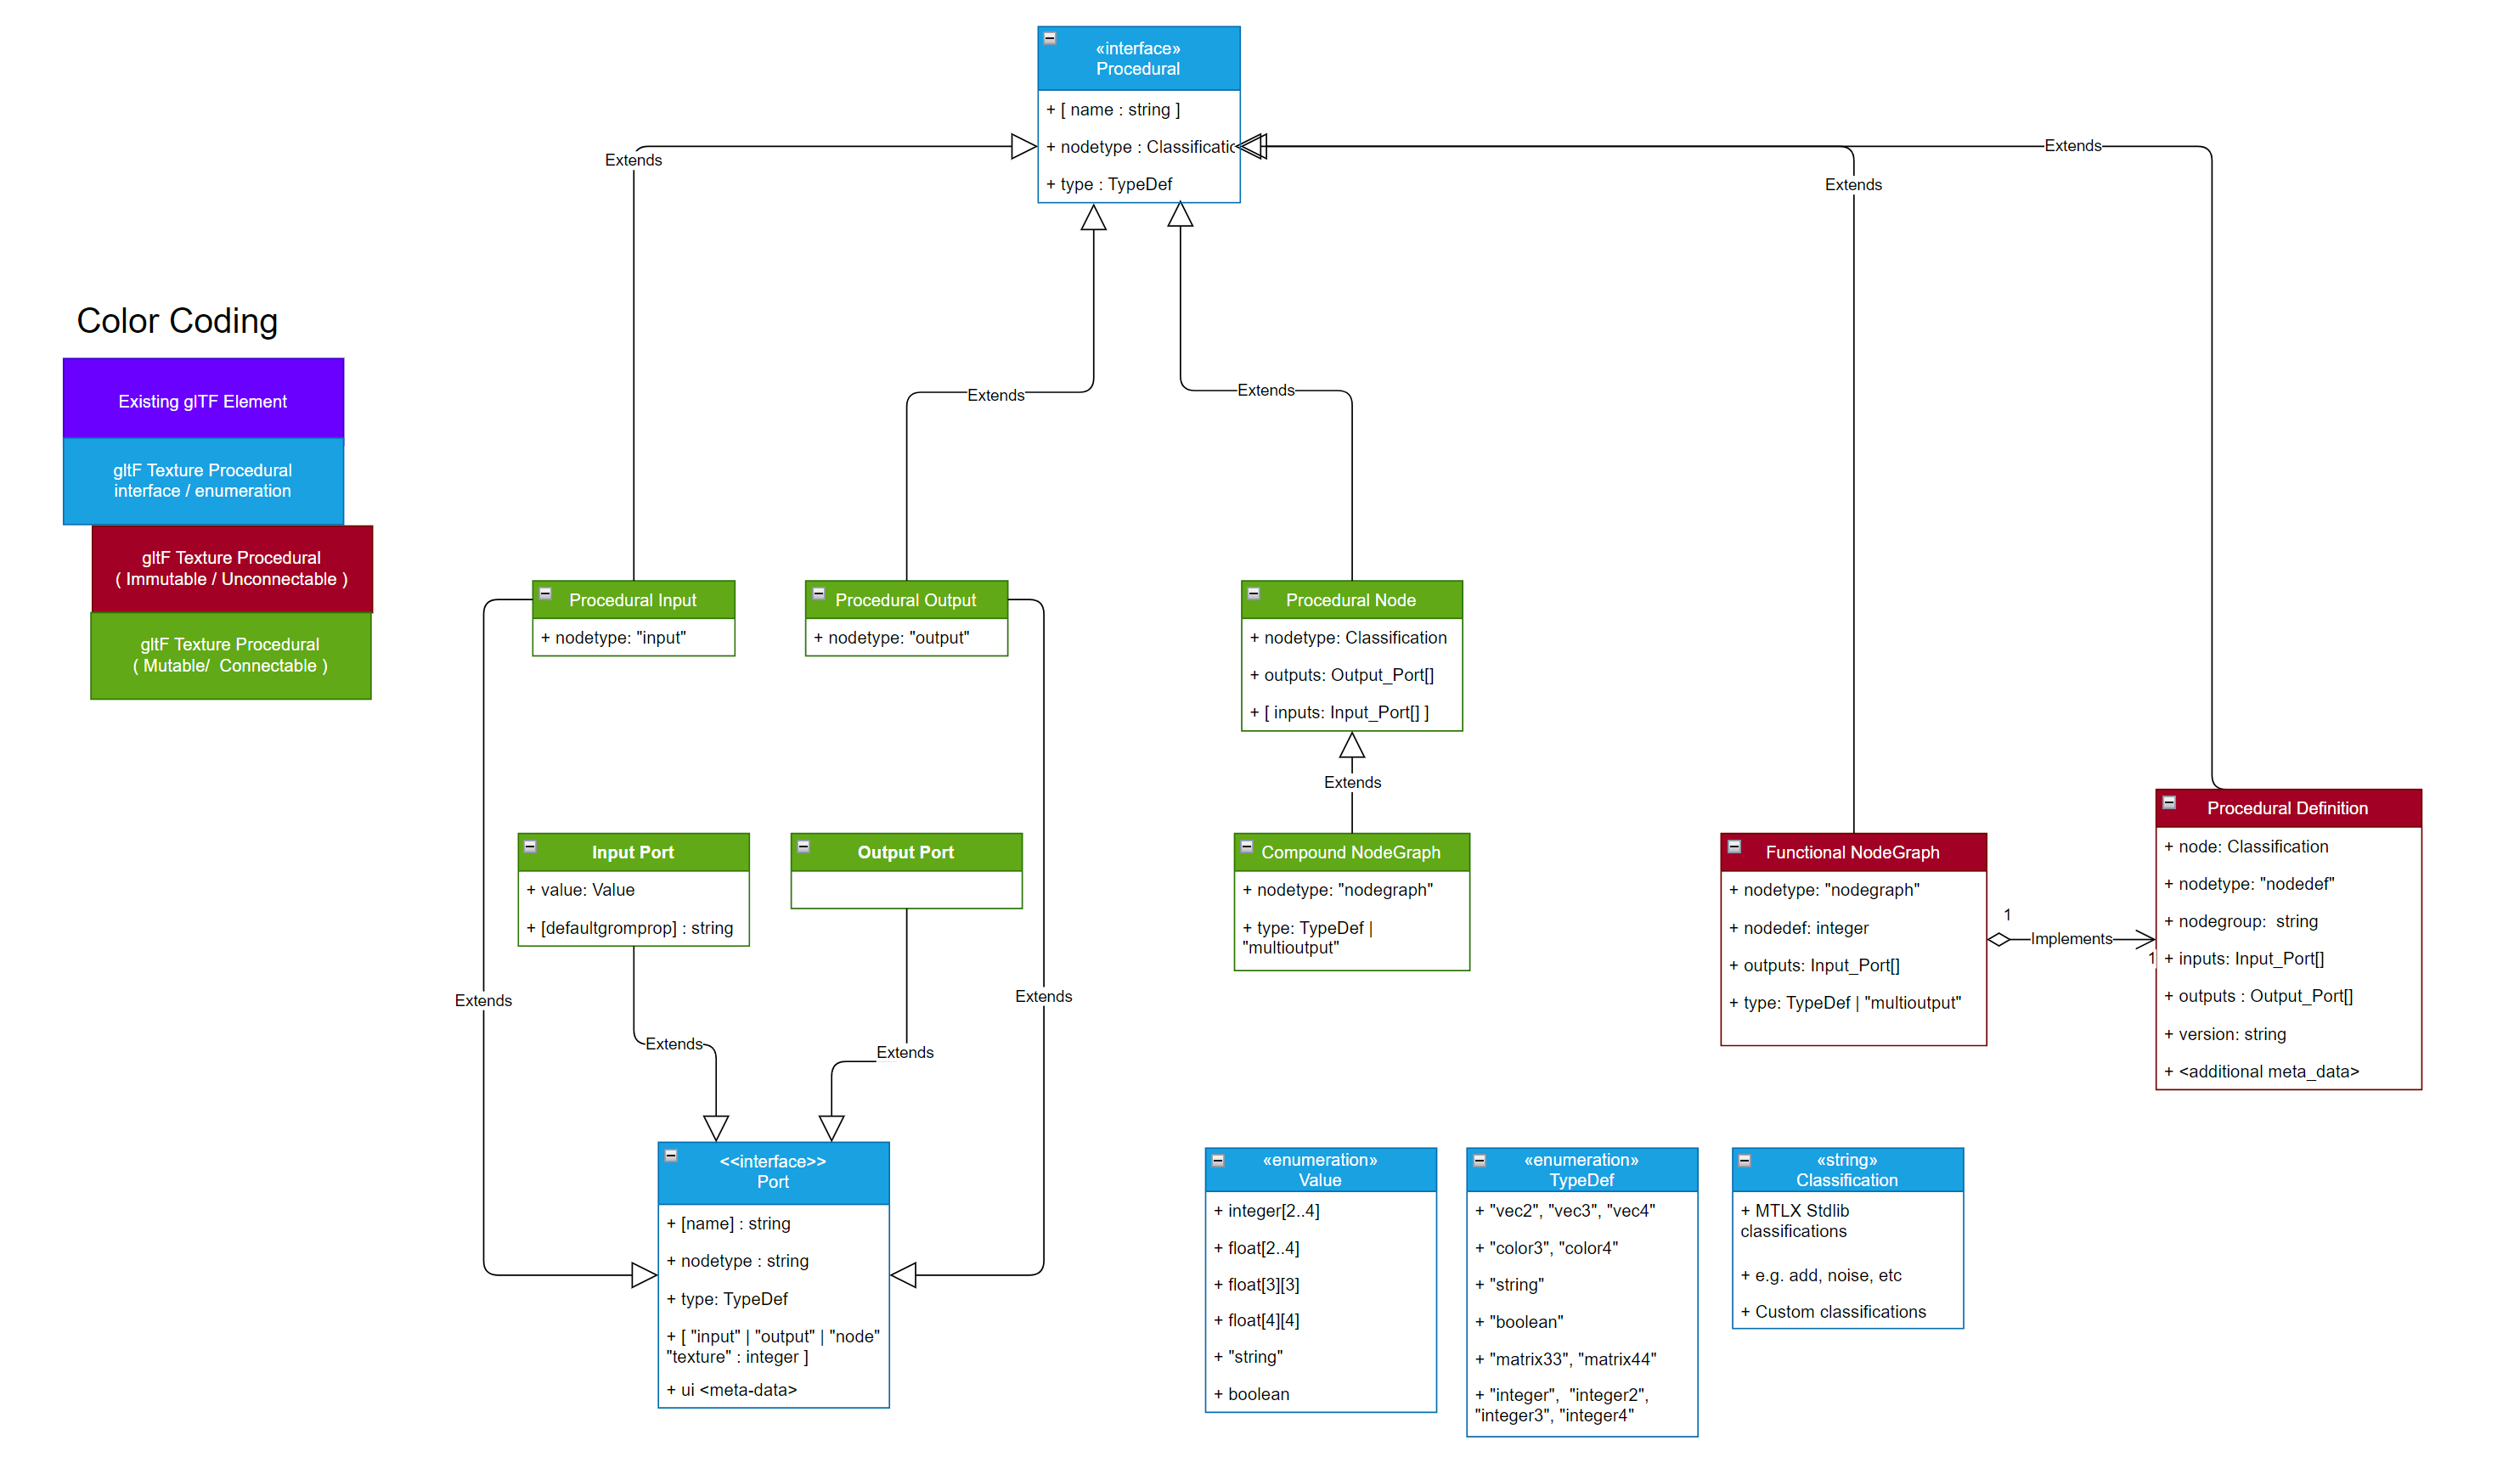 «interface»
Procedural
+ [ name : string ]
+ nodetype : Classificatic
+ type : TypeDef
Extends
Extends
Extends
Extends
Extends
Color Coding
Existing glTF Element
gltF Texture Procedural
interface / enumeration
gltF Texture Procedural
( Immutable / Unconnectable )
gltF Texture Procedural
( Mutable/  Connectable )
Procedural Input
+ nodetype: "input"
Procedural Output
+ nodetype: "output"
Procedural Node
+ nodetype: Classification
+ outputs: Output_Port[]
+ [ inputs: Input_Port[] ]
Extends
Input Port
+ value: Value
+ [defaultgromprop] : string
Output Port
Compound NodeGraph
+ nodetype: "nodegraph"
+ type: TypeDef |
"multioutput"
Functional NodeGraph
+ nodetype: "nodegraph"
+ nodedef: integer
+ outputs: Input_Port[]
+ type: TypeDef | "multioutput"
1
Implements
1
Procedural Definition
+ node: Classification
+ nodetype: "nodedef"
+ nodegroup:  string
+ inputs: Input_Port[]
+ outputs : Output_Port[]
+ version: string
+ <additional meta_data>
Extends
Extends
Extends
Extends
<<interface>>
Port
+ [name] : string
+ nodetype : string
+ type: TypeDef
+ [ "input" | "output" | "node"
"texture" : integer ]
+ ui <meta-data>
«enumeration»
Value
+ integer[2..4]
+ float[2..4]
+ float[3][3]
+ float[4][4]
+ "string"
+ boolean
«enumeration»
TypeDef
+ "vec2", "vec3", "vec4"
+ "color3", "color4"
+ "string"
+ "boolean"
+ "matrix33", "matrix44"
+ "integer",  "integer2",
"integer3", "integer4"
«string»
Classification
+ MTLX Stdlib
classifications
+ e.g. add, noise, etc
+ Custom classifications